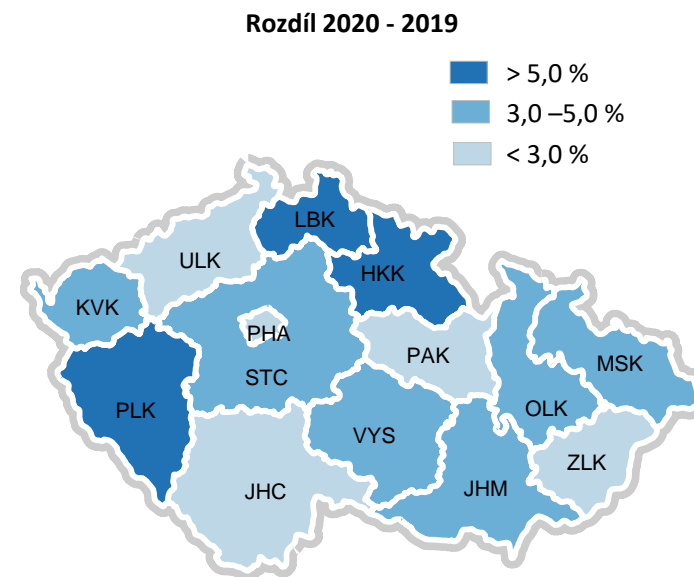 Rozdíl 2020 - 2019
> 5,0 %
3,0 –5,0 %
< 3,0 %
LBK
ULK
HKK
KVK
PHA
PAK
MSK
STC
PLK
OLK
VYS
ZLK
JHC
JHM